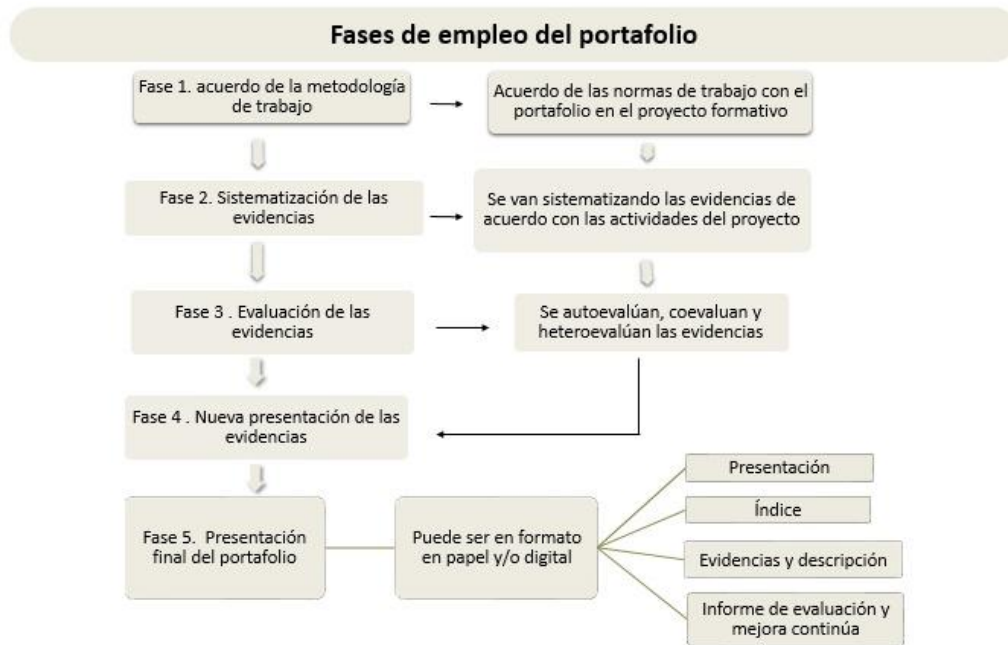 Fases de empleo del portafolio
Fase 1. acuerdo de la metodología
de trabajo
Acuerdo de las normas de trabajo con el
portafolio en el proyecto formativo
Fase 2. Sistematización de las
evidencias
Se van sistematizando las evidencias de
acuerdo con las actividades del proyecto
Fase 3 . Evaluación de las
evidencias
Se autoevalúan, coevaluan y
heteroevalúan las evidencias
Fase 4 . Nueva presentación de las
evidencias
Fase 5. Presentación
final del portafolio
Puede ser en formato
en papel y/o digital
Presentación
Índice
Evidencias y descripción
Informe de evaluación y
mejora continúa